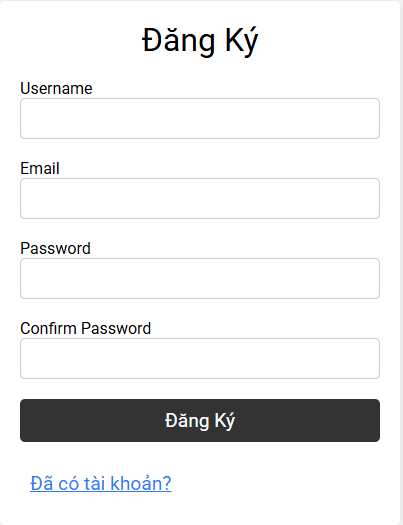 Đăng Ký
Username
Email
Password
Confirm Password
Đăng Ký
Đã có tài khoản?